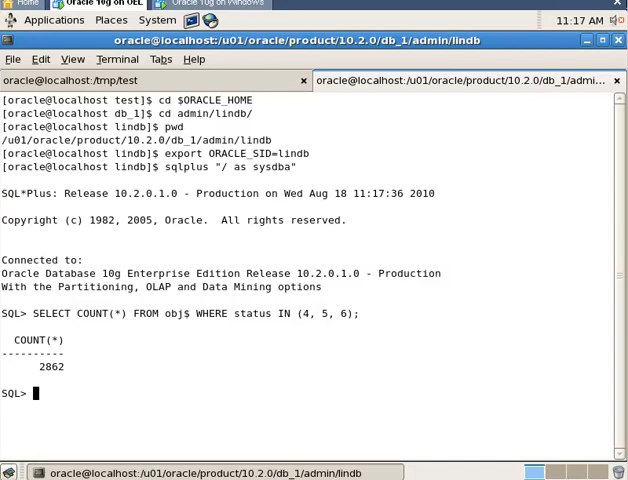 Home
Oracle 10g on OEL
Oracle 10g on Windows
Applications Places System
11:17 AM
oracle@localhost:/u01/oracle/product/10.2.0/db_1/admin/lindb
File Edit View Terminal Tabs Help
oracle@localhost:/tmp/test
oracle@localhost:/u01/oracle/product/10.2.0/db_1/admi...
[oracle@localhost test]$ cd $ORACLE_HOME
[oracle@localhost db_1]$ cd admin/lindb/
[oracle@localhost lindb]$ pwd
/u01/oracle/product/10.2.0/db_1/admin/lindb
[oracle@localhost lindb]$ export ORACLE_SID=lindb
[oracle@localhost lindb]$ sqlplus "/ as sysdba"
SQL*Plus: Release 10.2.0.1.0 - Production on Wed Aug 18 11:17:36 2010
Copyright (c) 1982, 2005, Oracle.  All rights reserved.
Connected to:
Oracle Database 10g Enterprise Edition Release 10.2.0.1.0 - Production
With the Partitioning, OLAP and Data Mining options
SQL> SELECT COUNT(*) FROM obj$ WHERE status IN (4, 5, 6);
COUNT(*)
----------
2862
SQL>
oracle@localhost:/u01/oracle/product/10.2.0/db_1/admin/lindb